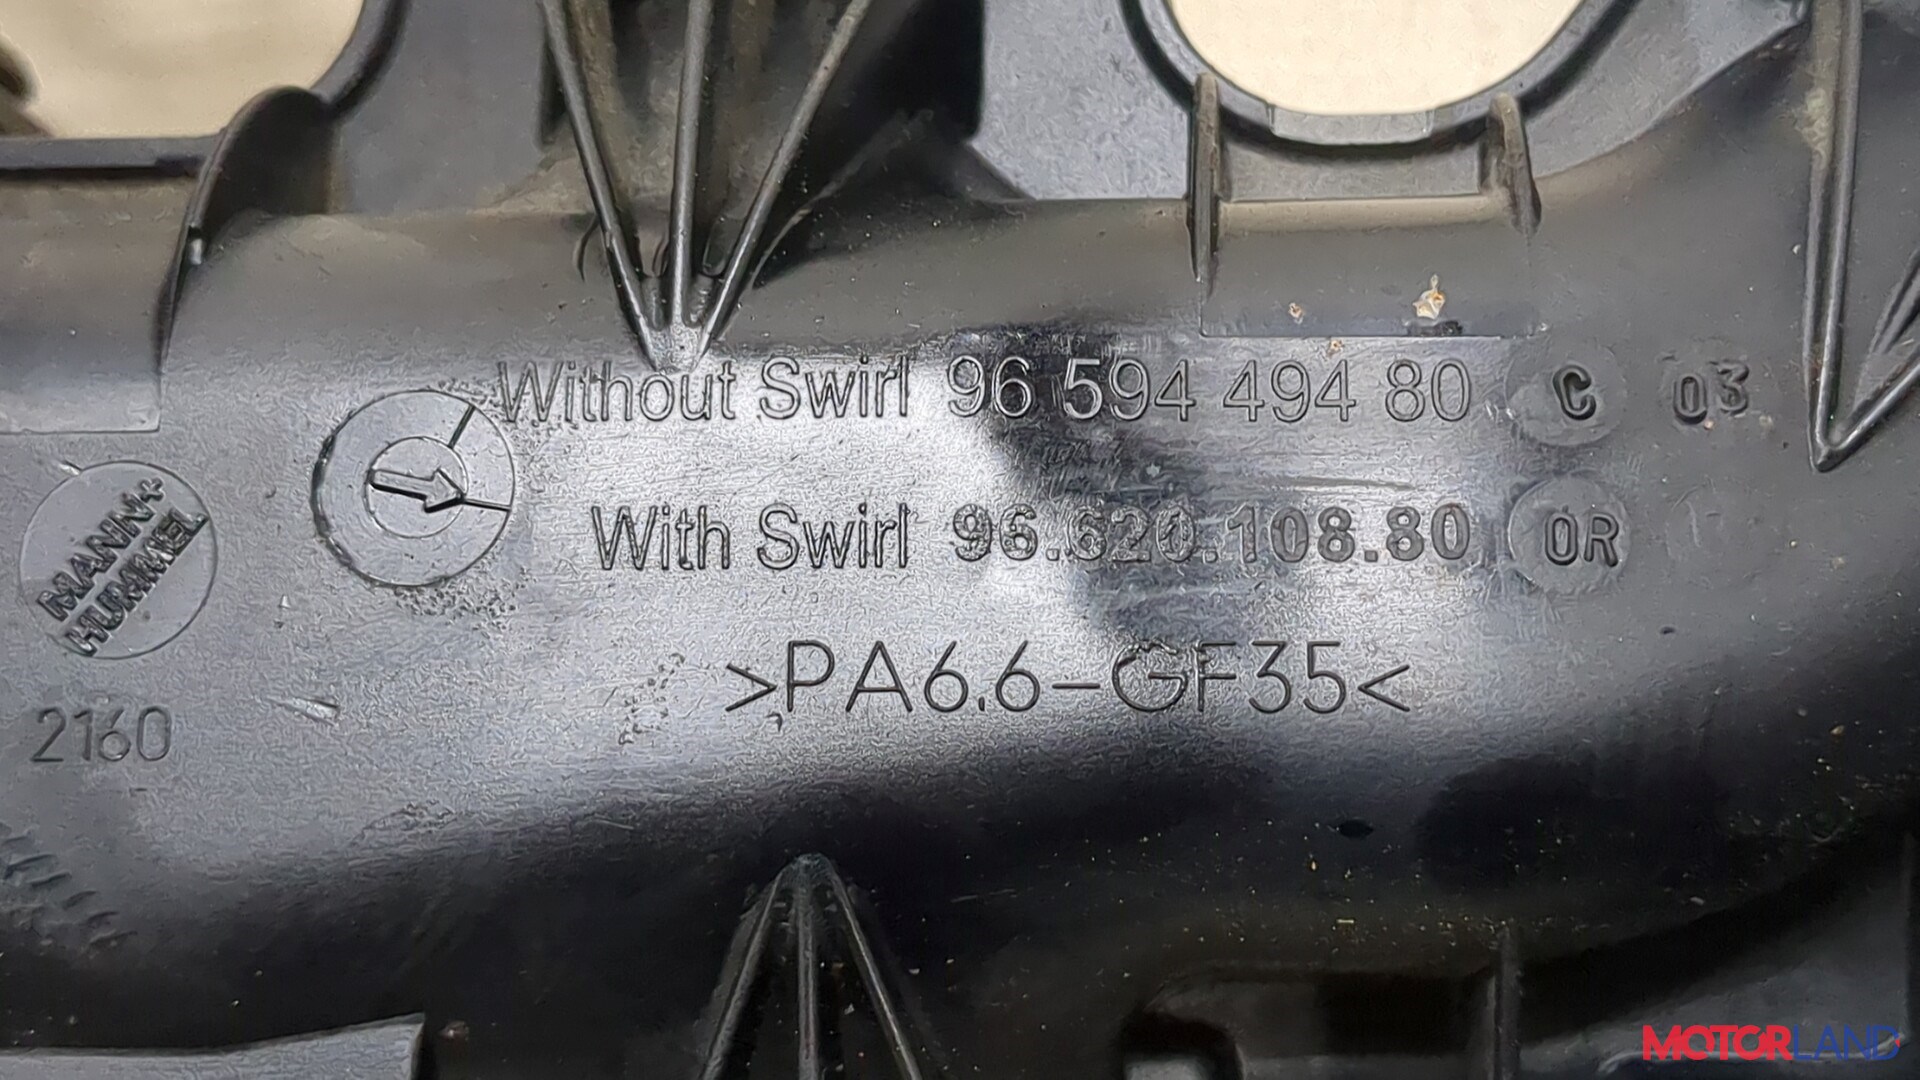 Without Swirl 96 594 494 80 C 03
With Swirl 96.620.108.80 OR
>PA6.6-GF35<
MANN+
HUMMEL
2160
MOTORLAND